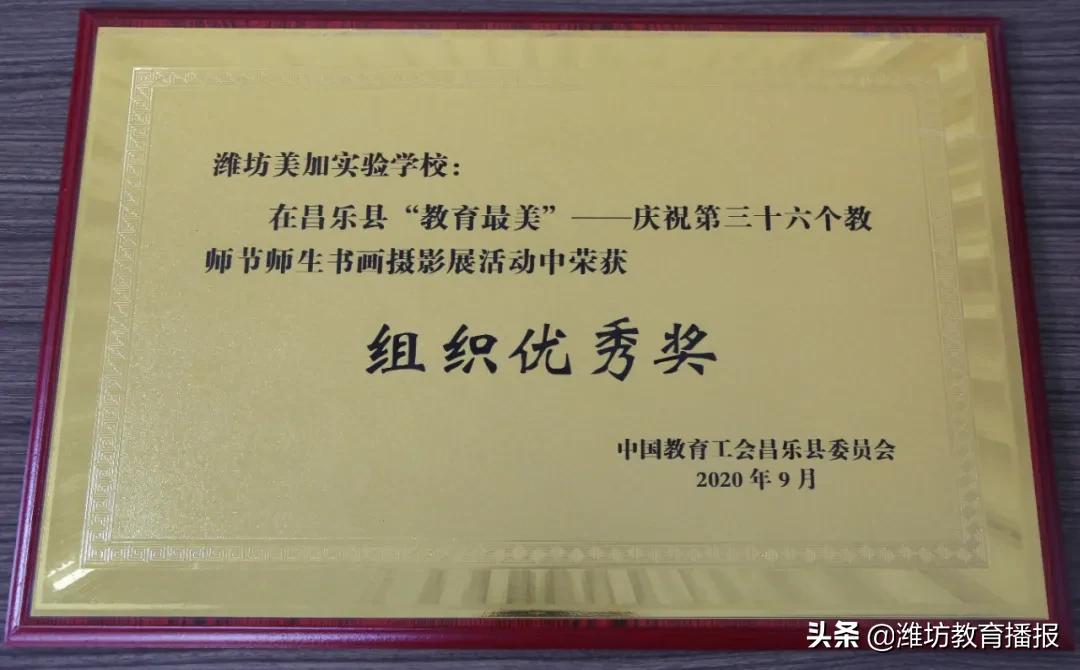 潍坊美加实验学校：
在昌乐县“教育最美”——庆祝第三十六个教
师节师生书画摄影展活动中荣获
组织优秀奖
中国教育工会昌乐县委员会
2020年9月
头条@潍坊教育播报